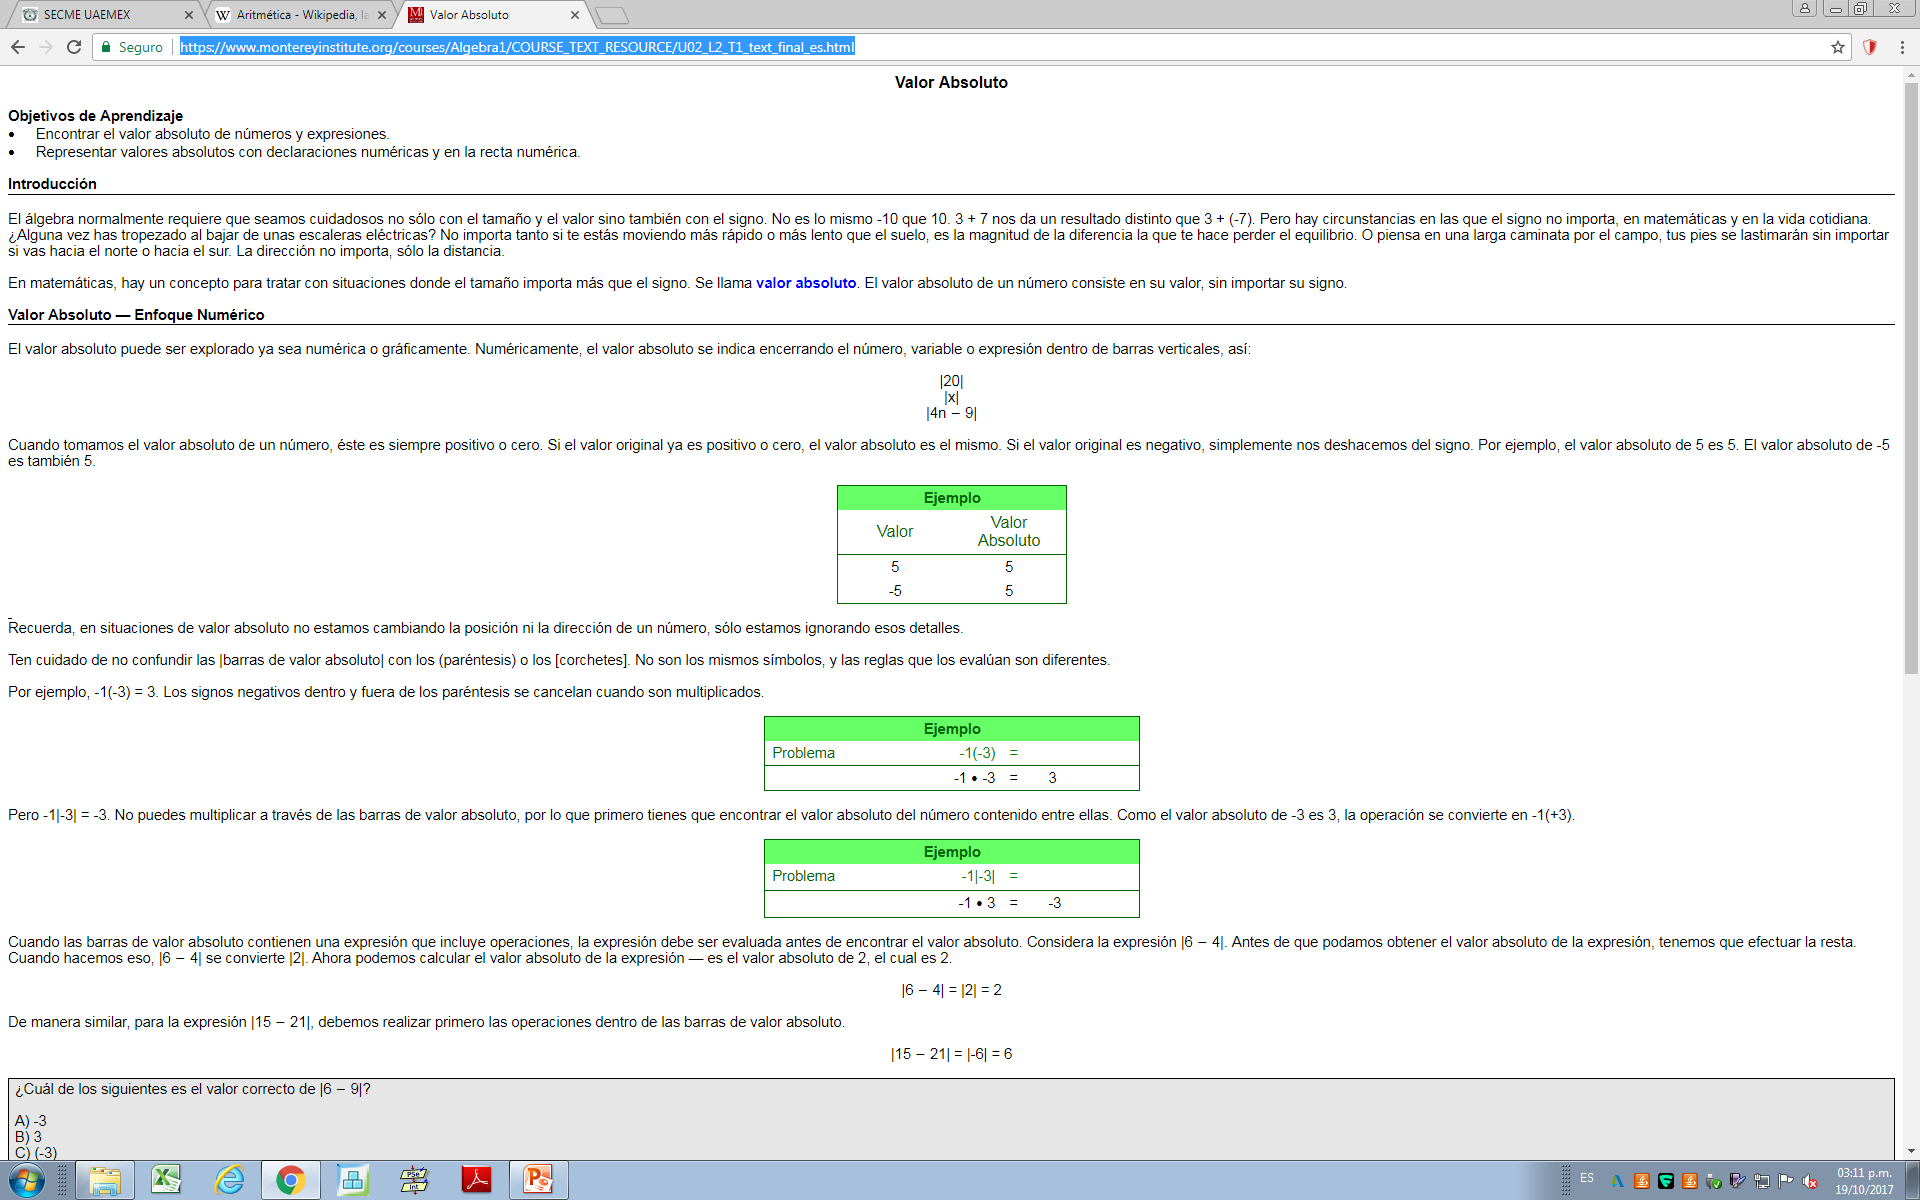 SECME UAEMEX
Aritmética - Wikipedia, la
Valor Absoluto
Seguro https://www.montereyinstitute.org/courses/Algebra1/COURSE_TEXT_RESOURCE/U02_L2_T1_text_final_es.html
Valor Absoluto
Objetivos de Aprendizaje
• Encontrar el valor absoluto de números y expresiones.
• Representar valores absolutos con declaraciones numéricas y en la recta numérica.
Introducción
El álgebra normalmente requiere que seamos cuidadosos no sólo con el tamaño y el valor sino también con el signo. No es lo mismo -10 que 10. 3 + 7 nos da un resultado distinto que 3 + (-7). Pero hay circunstancias en las que el signo no importa, en matemáticas y en la vida cotidiana.
¿Alguna vez has tropezado al bajar de unas escaleras eléctricas? No importa tanto si te estás moviendo más rápido o más lento que el suelo, es la magnitud de la diferencia la que te hace perder el equilibrio. O piensa en una larga caminata por el campo, tus pies se lastimarán sin importar
si vas hacia el norte o hacia el sur. La dirección no importa, sólo la distancia.
En matemáticas, hay un concepto para tratar con situaciones donde el tamaño importa más que el signo. Se llama valor absoluto. El valor absoluto de un número consiste en su valor, sin importar su signo.
Valor Absoluto — Enfoque Numérico
El valor absoluto puede ser explorado ya sea numérica o gráficamente. Numéricamente, el valor absoluto se indica encerrando el número, variable o expresión dentro de barras verticales, así:
|20|
|x|
|4n − 9|
Cuando tomamos el valor absoluto de un número, éste es siempre positivo o cero. Si el valor original ya es positivo o cero, el valor absoluto es el mismo. Si el valor original es negativo, simplemente nos deshacemos del signo. Por ejemplo, el valor absoluto de 5 es 5. El valor absoluto de -5
es también 5.
Ejemplo
Valor Valor Absoluto
5 5
-5 5
Recuerda, en situaciones de valor absoluto no estamos cambiando la posición ni la dirección de un número, sólo estamos ignorando esos detalles.
Ten cuidado de no confundir las |barras de valor absoluto| con los (paréntesis) o los [corchetes]. No son los mismos símbolos, y las reglas que los evalúan son diferentes.
Por ejemplo, -1(-3) = 3. Los signos negativos dentro y fuera de los paréntesis se cancelan cuando son multiplicados.
Ejemplo
Problema -1(-3) =
-1 • -3 = 3
Pero -1|-3| = -3. No puedes multiplicar a través de las barras de valor absoluto, por lo que primero tienes que encontrar el valor absoluto del número contenido entre ellas. Como el valor absoluto de -3 es 3, la operación se convierte en -1(+3).
Ejemplo
Problema -1|-3| =
-1 • 3 = -3
Cuando las barras de valor absoluto contienen una expresión que incluye operaciones, la expresión debe ser evaluada antes de encontrar el valor absoluto. Considera la expresión |6 − 4|. Antes de que podamos obtener el valor absoluto de la expresión, tenemos que efectuar la resta.
Cuando hacemos eso, |6 − 4| se convierte |2|. Ahora podemos calcular el valor absoluto de la expresión — es el valor absoluto de 2, el cual es 2.
|6 − 4| = |2| = 2
De manera similar, para la expresión |15 − 21|, debemos realizar primero las operaciones dentro de las barras de valor absoluto.
|15 − 21| = |-6| = 6
¿Cuál de los siguientes es el valor correcto de |6 − 9|?
A) -3
B) 3
C) (-3)
ES
03:11 p.m.
19/10/2017